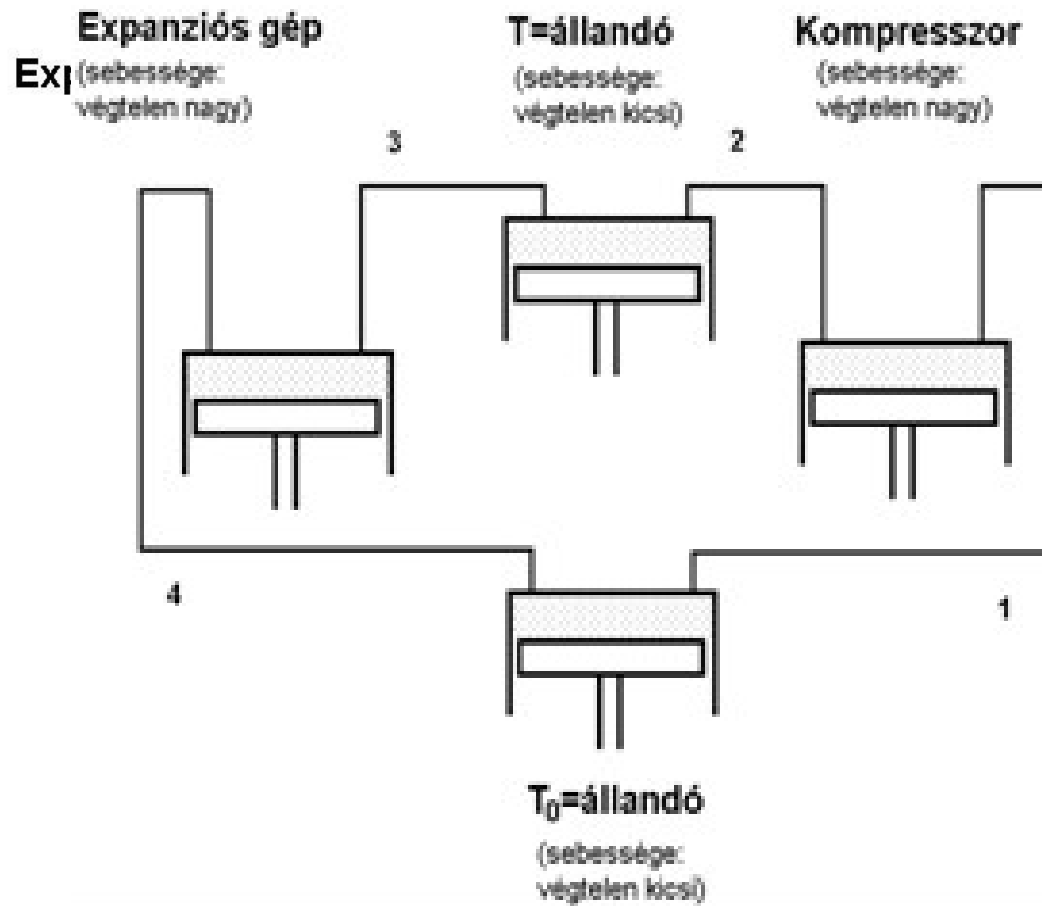 Expanziós gép
Exp
(sebessége:
végtelen nagy)
T=állandó
(sebessége:
végtelen kicsi)
Kompresszor
(sebessége:
végtelen nagy)
3
2
4
1
T₀=állandó
(sebessége:
végtelen kicsi)